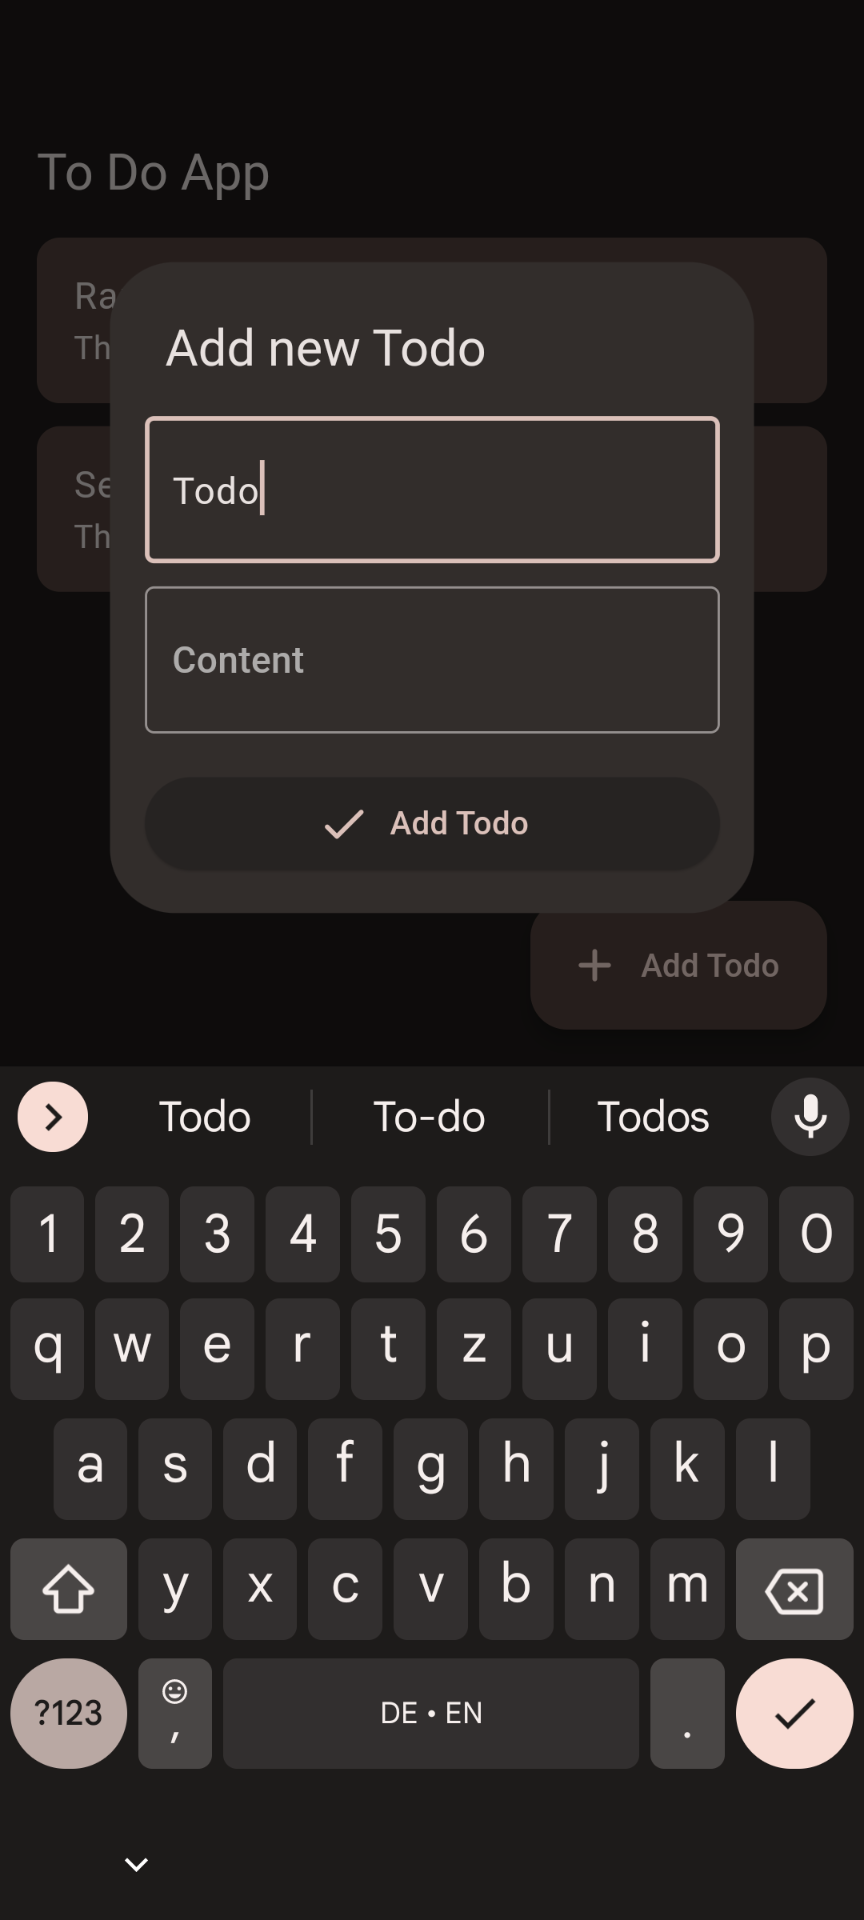 To Do App
Ra
Th
Add new Todo
Todo
Se
Th
Content
Add Todo
Add Todo
Todo To-do Todos
1 2 3 4 5 6 7 8 9 0
q w e r t z u i o p
a s d f g h j k l
y x c v b n m
?123 , DE • EN .